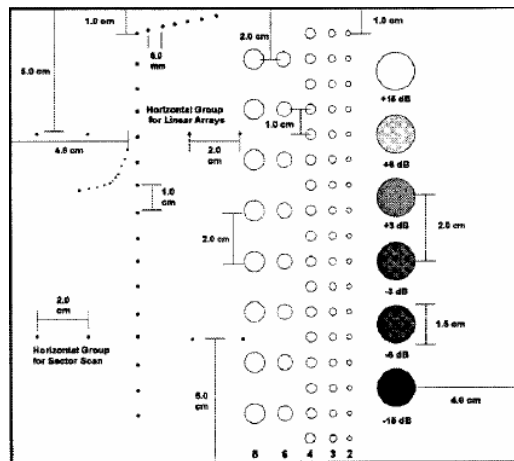 1.0 cm
2.0 cm
1.0 cm
6.0 mm
5.0 cm
+15 dB
Horizontal Group
for Linear Arrays
1.0 cm
+6 dB
4.0 cm
2.0 cm
1.0 cm
+3 dB
2.0 cm
2.0 cm
-3 dB
2.0 cm
1.5 cm
Horizontal Group
for Sector Scan
-6 dB
5.0 cm
4.0 cm
-15 dB
8 6 4 3 2